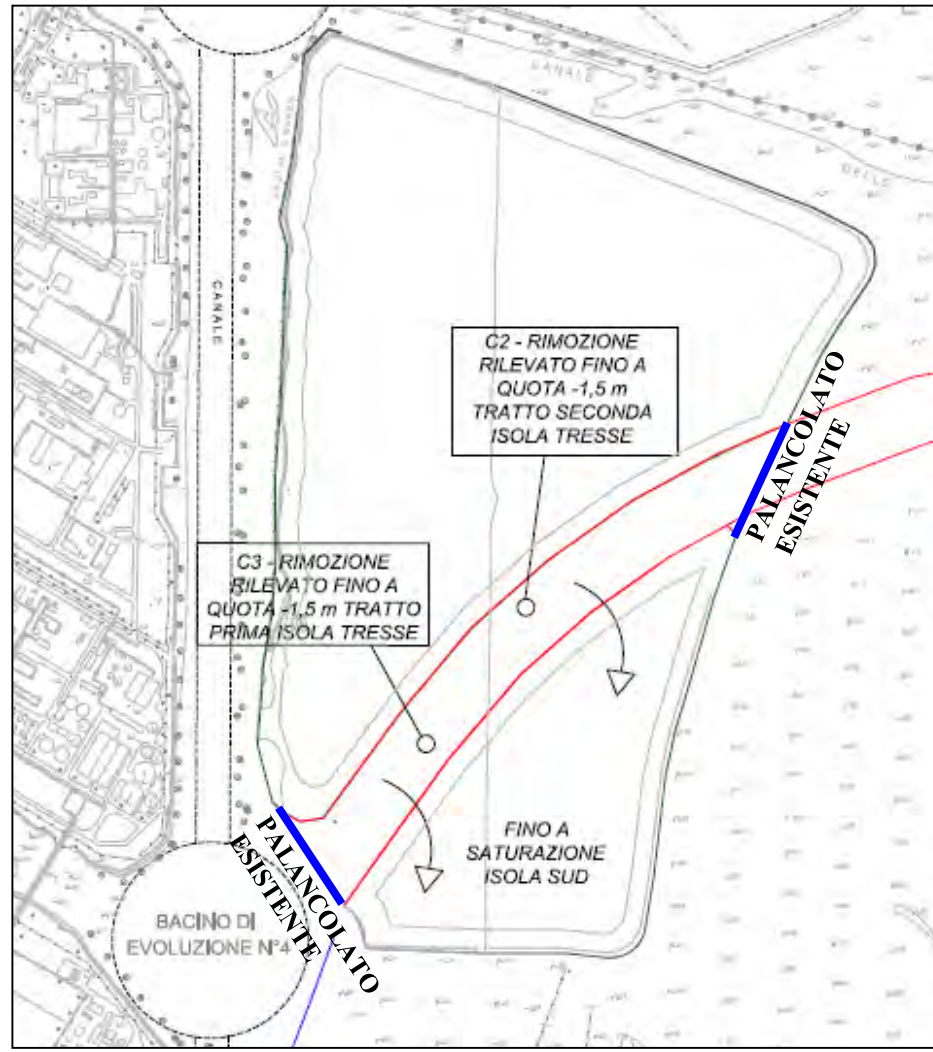 CANALE
DELLE
CANALE
C2 - RIMOZIONE
RILEVATO FINO A
QUOTA -1,5 m
TRATTO SECONDA
ISOLA TRESSE
PALANCOLATO
ESISTENTE
C3 - RIMOZIONE
RILEVATO FINO A
QUOTA -1,5 m TRATTO
PRIMA ISOLA TRESSE
PALANCOLATO
ESISTENTE
FINO A
SATURAZIONE
ISOLA SUD
BACINO DI
EVOLUZIONE N°4